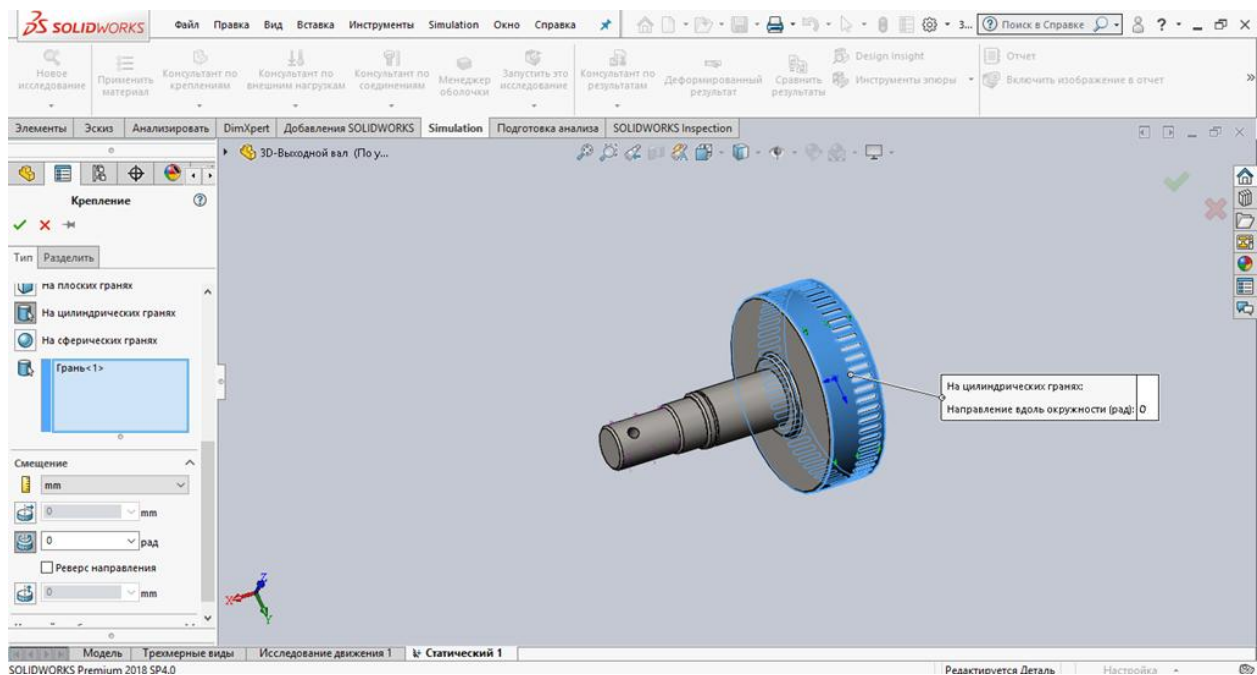 SOLIDWORKS Файл Правка Вид Вставка Инструменты Simulation Окно Справка З... Поиск в Справке
Новое исследование
Применить материал
Консультант по креплениям
Консультант по внешним нагрузкам
Консультант по соединениям
Менеджер оболочки
Запустить это исследование
Консультант по результатам
Деформированный результат
Сравнить результаты
Design Insight
Инструменты эпюры
Отчет
Включить изображение в отчет
Элементы Эскиз Анализировать DimXpert Добавления SOLIDWORKS Simulation Подготовка анализа SOLIDWORKS Inspection
3D-Выходной вал (По у...
Крепление
Тип Разделить
На плоских гранях
На цилиндрических гранях
На сферических гранях
Грань<1>
На цилиндрических гранях:
Направление вдоль окружности (рад): 0
Смещение
mm
0 mm
0 рад
Реверс направления
0 mm
Z
X
Y
Модель Трехмерные виды Исследование движения 1 Статический 1
SOLIDWORKS Premium 2018 SP4.0 Редактируется Деталь Настройка